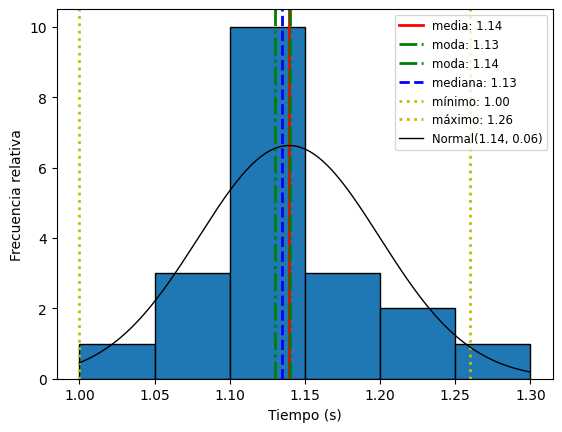 media: 1.14
moda: 1.13
moda: 1.14
mediana: 1.13
mínimo: 1.00
máximo: 1.26
Normal(1.14, 0.06)
Frecuencia relativa
10
8
6
4
2
0
1.00 1.05 1.10 1.15 1.20 1.25 1.30
Tiempo (s)